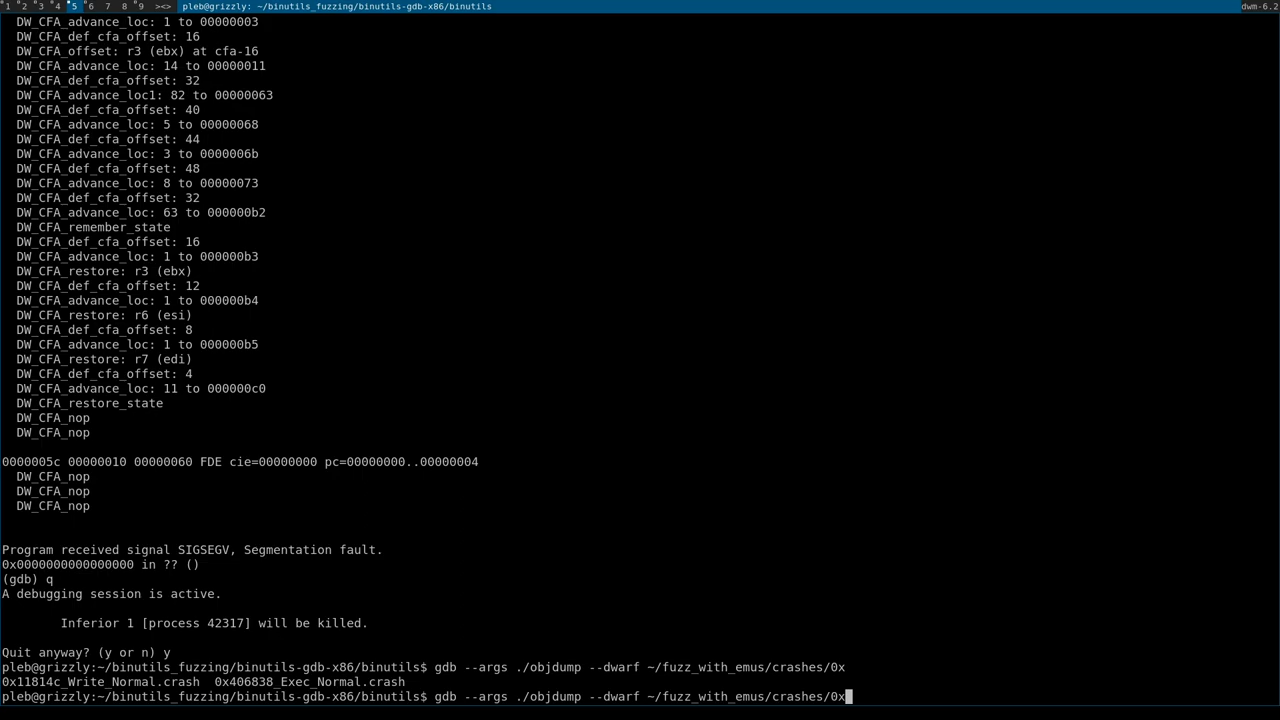 1 2 3 4 5 6 7 8 9 ><> pleb@grizzly: ~/binutils_fuzzing/binutils-gdb-x86/binutils dwm-6.2
DW_CFA_advance_loc: 1 to 00000003
DW_CFA_def_cfa_offset: 16
DW_CFA_offset: r3 (ebx) at cfa-16
DW_CFA_advance_loc: 14 to 00000011
DW_CFA_def_cfa_offset: 32
DW_CFA_advance_loc1: 82 to 00000063
DW_CFA_def_cfa_offset: 40
DW_CFA_advance_loc: 5 to 00000068
DW_CFA_def_cfa_offset: 44
DW_CFA_advance_loc: 3 to 0000006b
DW_CFA_def_cfa_offset: 48
DW_CFA_advance_loc: 8 to 00000073
DW_CFA_def_cfa_offset: 32
DW_CFA_advance_loc: 63 to 000000b2
DW_CFA_remember_state
DW_CFA_def_cfa_offset: 16
DW_CFA_advance_loc: 1 to 000000b3
DW_CFA_restore: r3 (ebx)
DW_CFA_def_cfa_offset: 12
DW_CFA_advance_loc: 1 to 000000b4
DW_CFA_restore: r6 (esi)
DW_CFA_def_cfa_offset: 8
DW_CFA_advance_loc: 1 to 000000b5
DW_CFA_restore: r7 (edi)
DW_CFA_def_cfa_offset: 4
DW_CFA_advance_loc: 11 to 000000c0
DW_CFA_restore_state
DW_CFA_nop
DW_CFA_nop
0000005c 00000010 00000060 FDE cie=00000000 pc=00000000..00000004
DW_CFA_nop
DW_CFA_nop
DW_CFA_nop
Program received signal SIGSEGV, Segmentation fault.
0x0000000000000000 in ?? ()
(gdb) q
A debugging session is active.
Inferior 1 [process 42317] will be killed.
Quit anyway? (y or n) y
pleb@grizzly:~/binutils_fuzzing/binutils-gdb-x86/binutils$ gdb --args ./objdump --dwarf ~/fuzz_with_emus/crashes/0x
0x11814c_Write_Normal.crash 0x406838_Exec_Normal.crash
pleb@grizzly:~/binutils_fuzzing/binutils-gdb-x86/binutils$ gdb --args ./objdump --dwarf ~/fuzz_with_emus/crashes/0x